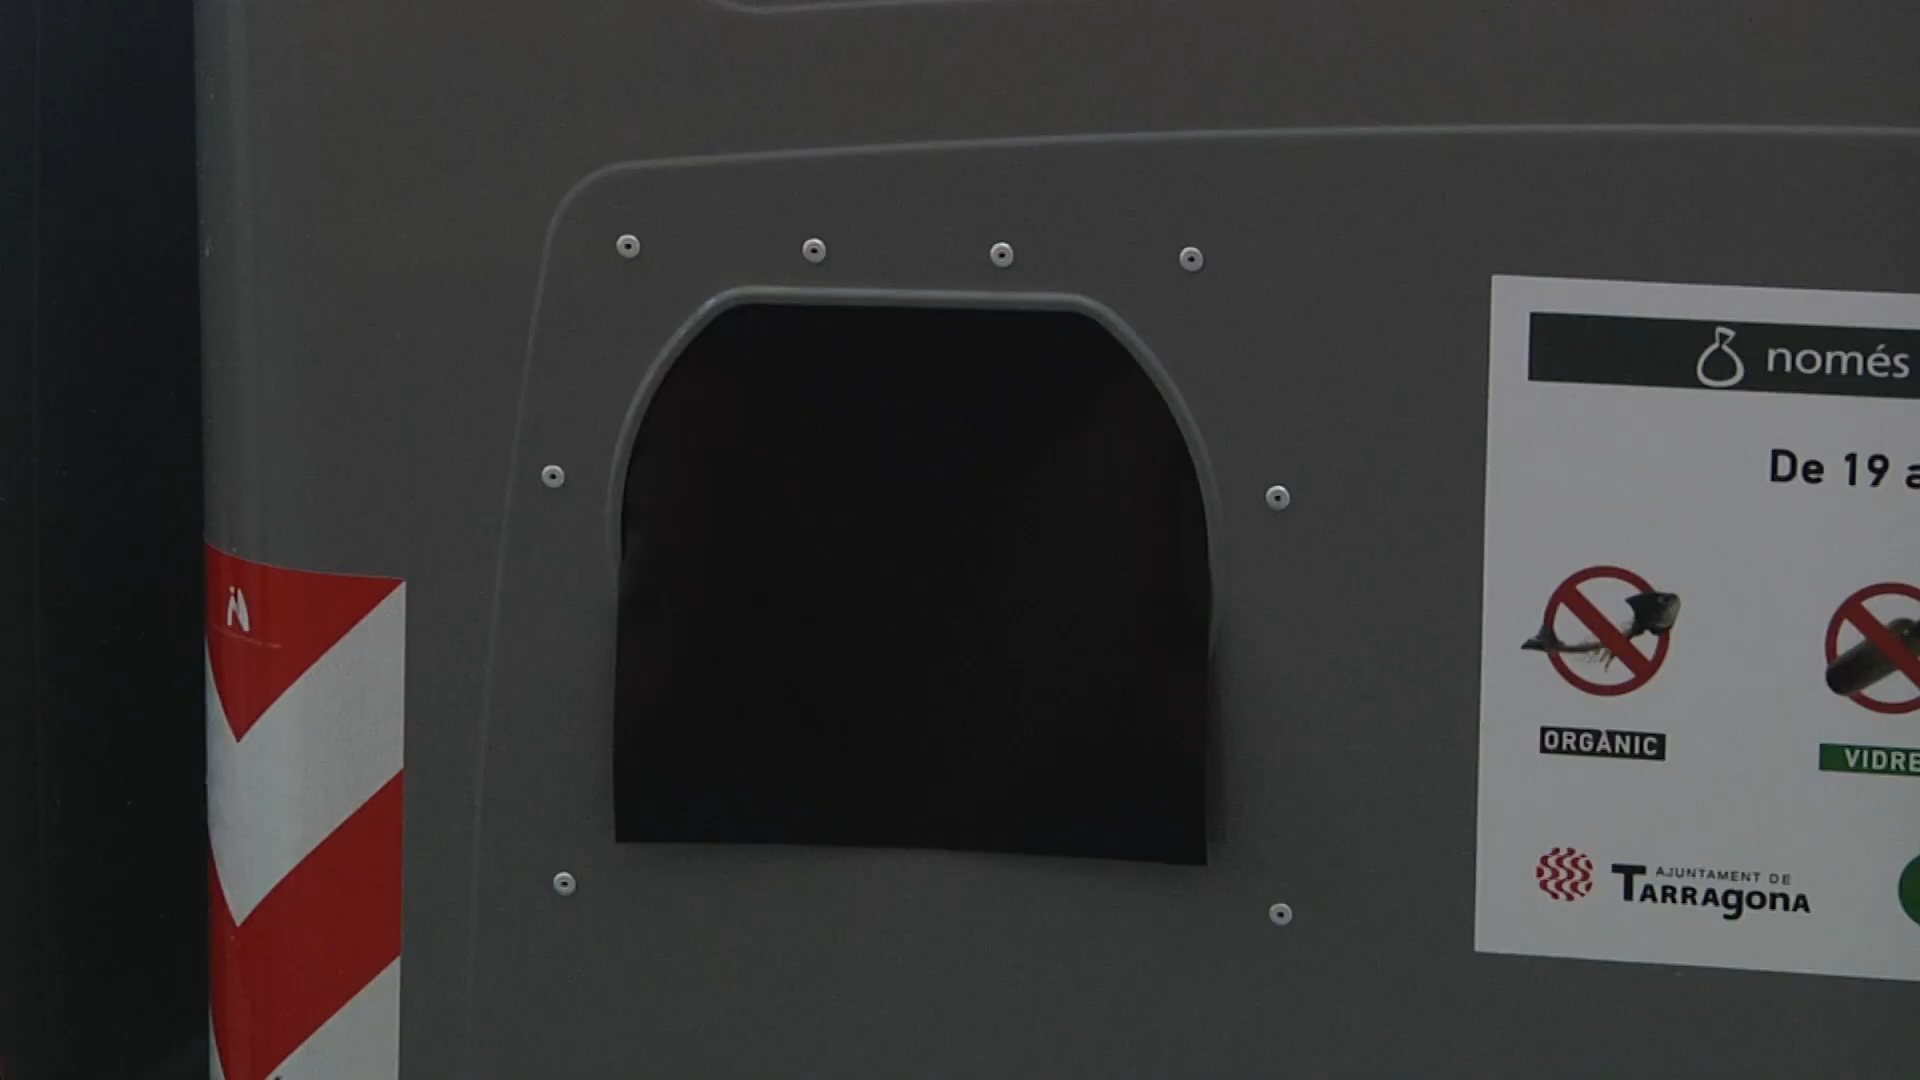 només
De 19 a
ORGÀNIC
VIDRE
AJUNTAMENT DE
TARRAgonA